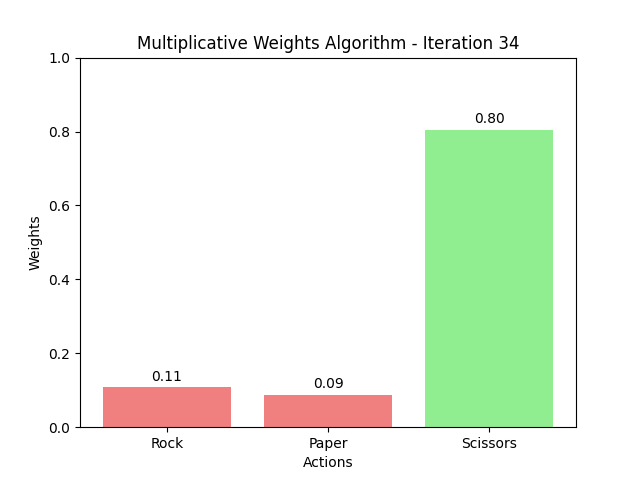 Multiplicative Weights Algorithm - Iteration 34
1.0
0.8
0.6
0.4
0.2
0.0
Weights
0.11
0.09
0.80
Rock Paper Scissors
Actions